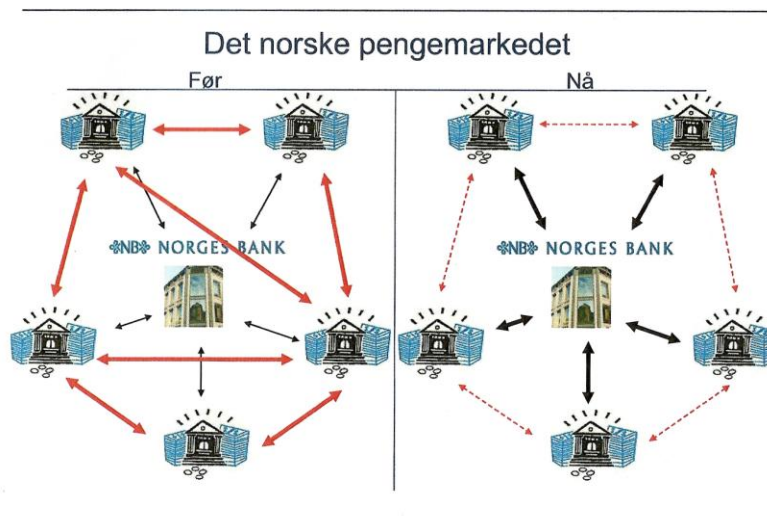 Det norske pengemarkedet
Før
Nå
NB NORGES BANK
NB NORGES BANK